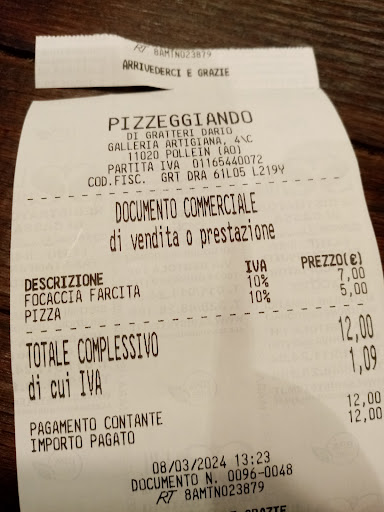 RT 8AMTN023879
ARRIVEDERCI E GRAZIE
PIZZEGGIANDO
DI GRATTERI DARIO
GALLERIA ARTIGIANA, 4\C
11020 POLLEIN (AO)
PARTITA IVA 01165440072
COD.FISC. GRT DRA 61L05 L219Y
DOCUMENTO COMMERCIALE
di vendita o prestazione
DESCRIZIONE IVA PREZZO(€)
FOCACCIA FARCITA 10% 7,00
PIZZA 10% 5,00
TOTALE COMPLESSIVO 12,00
di cui IVA 1,09
PAGAMENTO CONTANTE 12,00
IMPORTO PAGATO 12,00
08/03/2024 13:23
DOCUMENTO N. 0096-0048
RT 8AMTN023879
GRAZIE